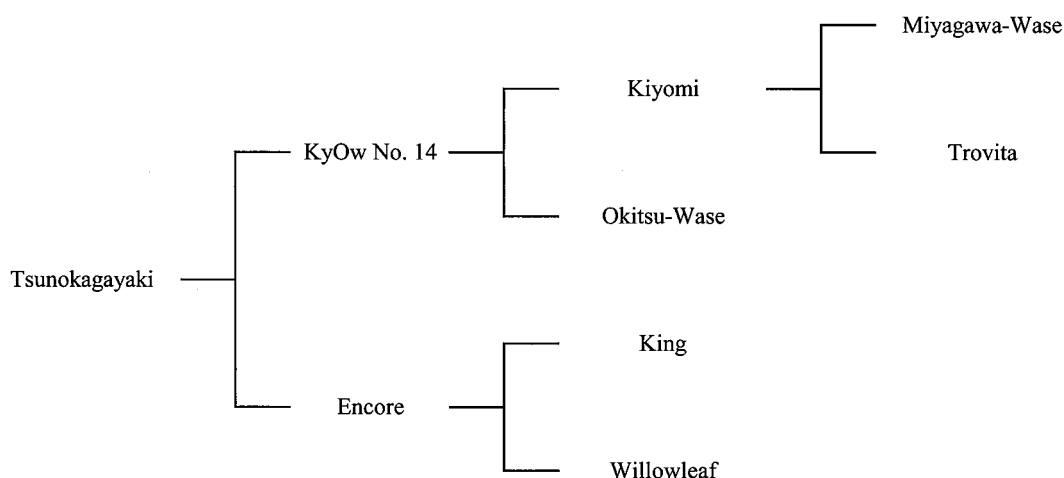 Miyagawa-Wase
Kiyomi
KyOw No. 14
Trovita
Okitsu-Wase
Tsunokagayaki
King
Encore
Willowleaf